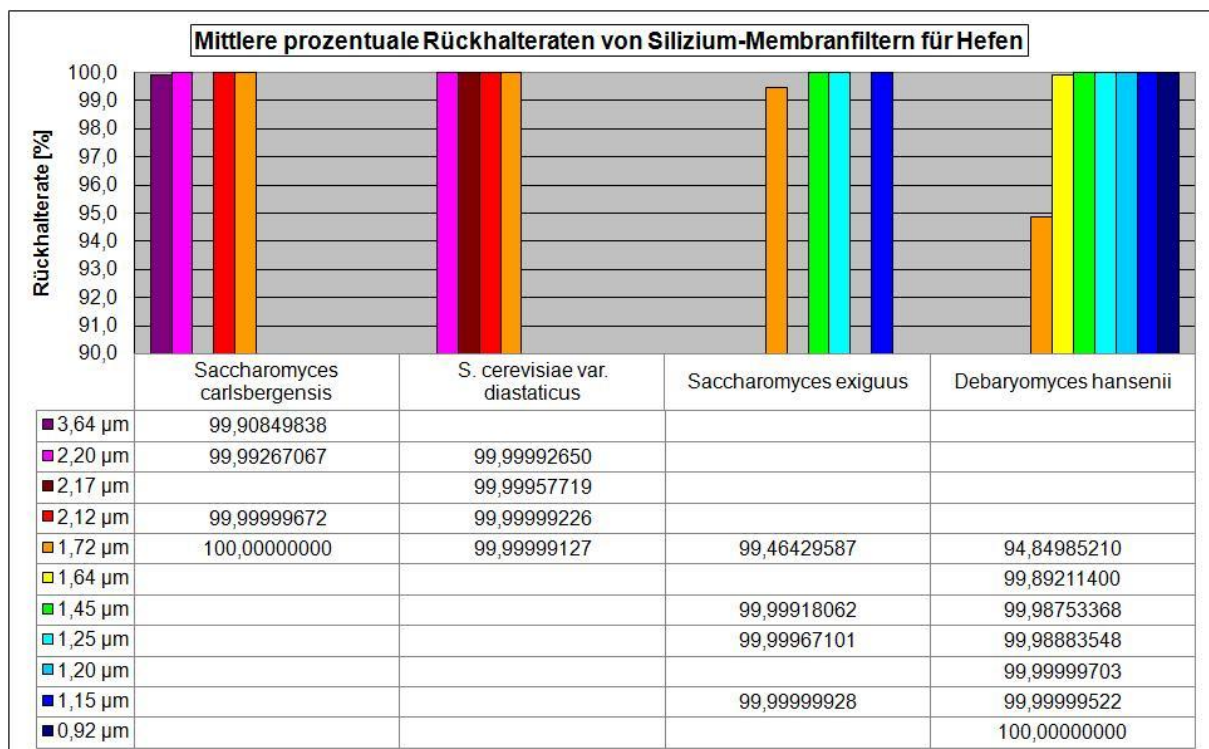 Mittlere prozentuale Rückhalteraten von Silizium-Membranfiltern für Hefen
Rückhalterate [%]
100,0
99,0
98,0
97,0
96,0
95,0
94,0
93,0
92,0
91,0
90,0
Saccharomyces carlsbergensis
S. cerevisiae var. diastaticus
Saccharomyces exiguus
Debaryomyces hansenii
3,64 µm 99,90849838
2,20 µm 99,99267067 99,99992650
2,17 µm 99,99957719
2,12 µm 99,99999672 99,99999226
1,72 µm 100,00000000 99,99999127 99,46429587 94,84985210
1,64 µm 99,89211400
1,45 µm 99,99918062 99,98753368
1,25 µm 99,99967101 99,98883548
1,20 µm 99,99999703
1,15 µm 99,99999928 99,99999522
0,92 µm 100,00000000